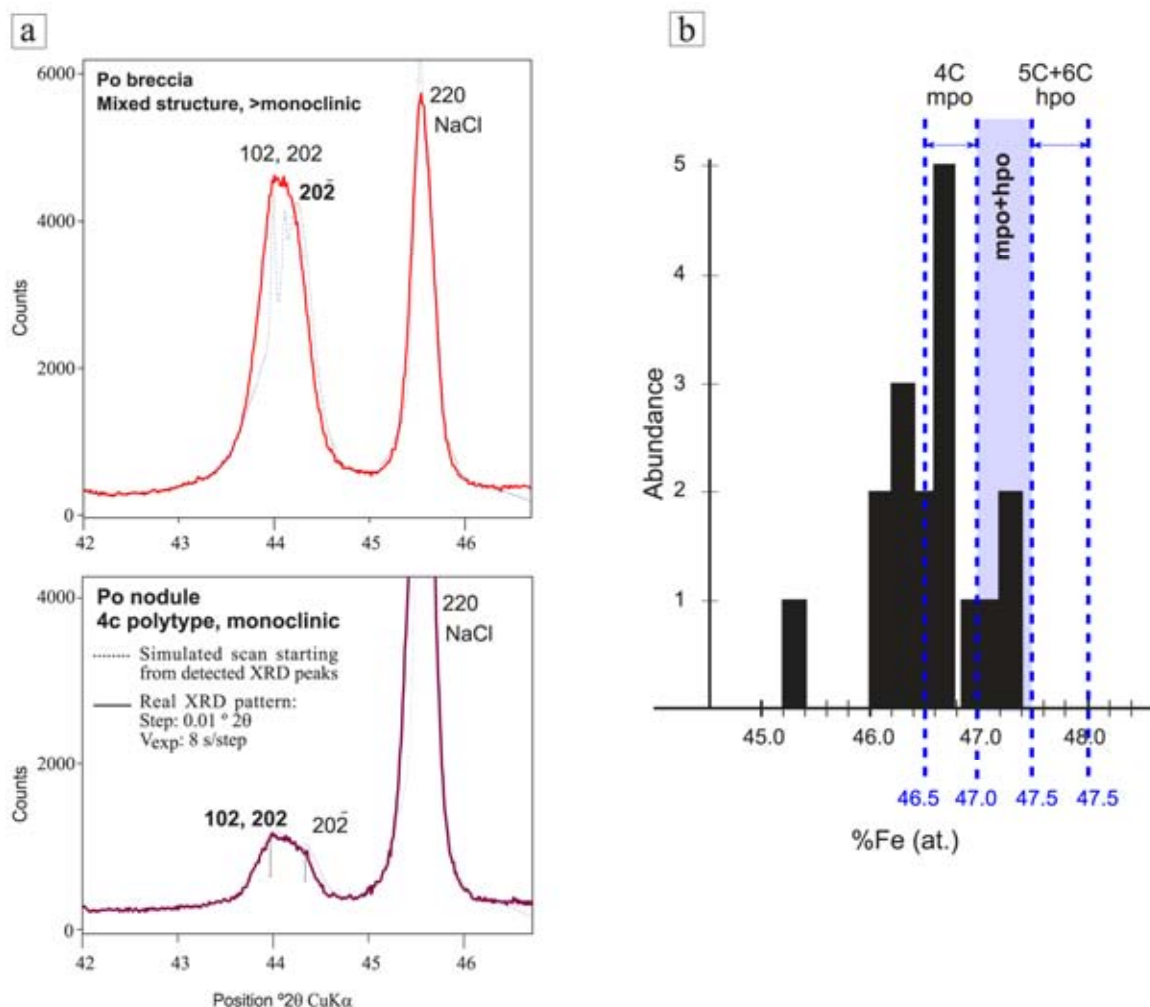 a
6000
Po breccia
Mixed structure, >monoclinic
220
NaCl
102, 202
202̄
4000
Counts
2000
0
42
43
44
45
46
4000
Po nodule
4c polytype, monoclinic
220
NaCl
Simulated scan starting
from detected XRD peaks
Real XRD pattern:
Step: 0.01 ° 2θ
Vexp: 8 s/step
Counts
2000
102, 202
202̄
0
42
43
44
45
46
Position °2θ CuKα
b
4C
mpo
5C+6C
hpo
mpo+hpo
5
4
3
2
1
Abundance
45.0
46.0
47.0
48.0
46.5
47.0
47.5
47.5
%Fe (at.)